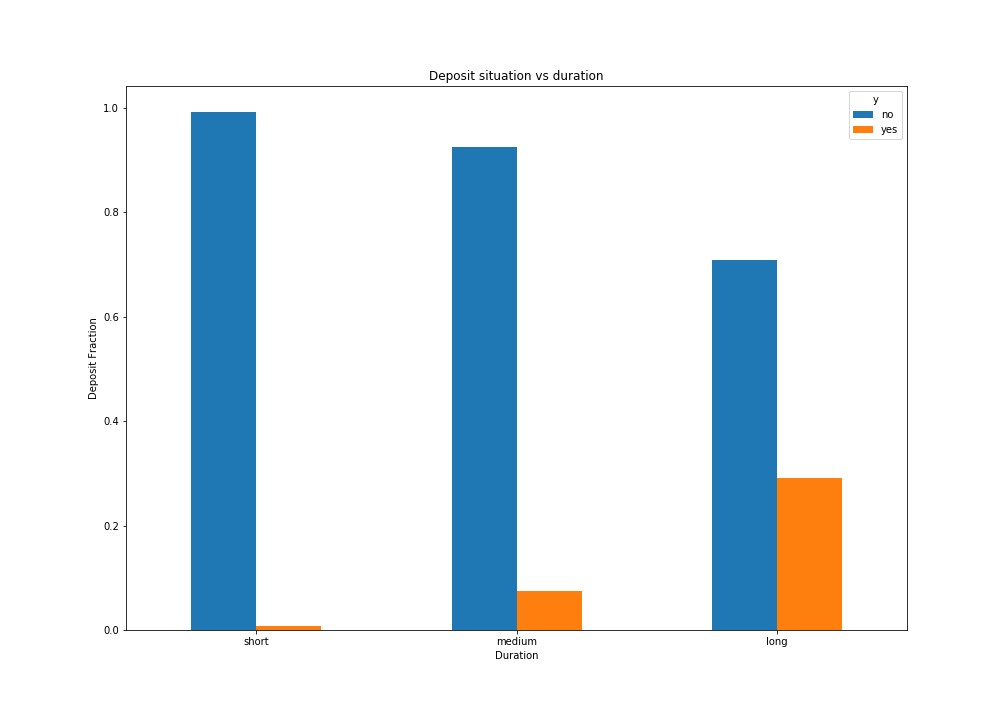 Deposit situation vs duration
y
no
yes
Deposit Fraction
1.0
0.8
0.6
0.4
0.2
0.0
short medium long
Duration